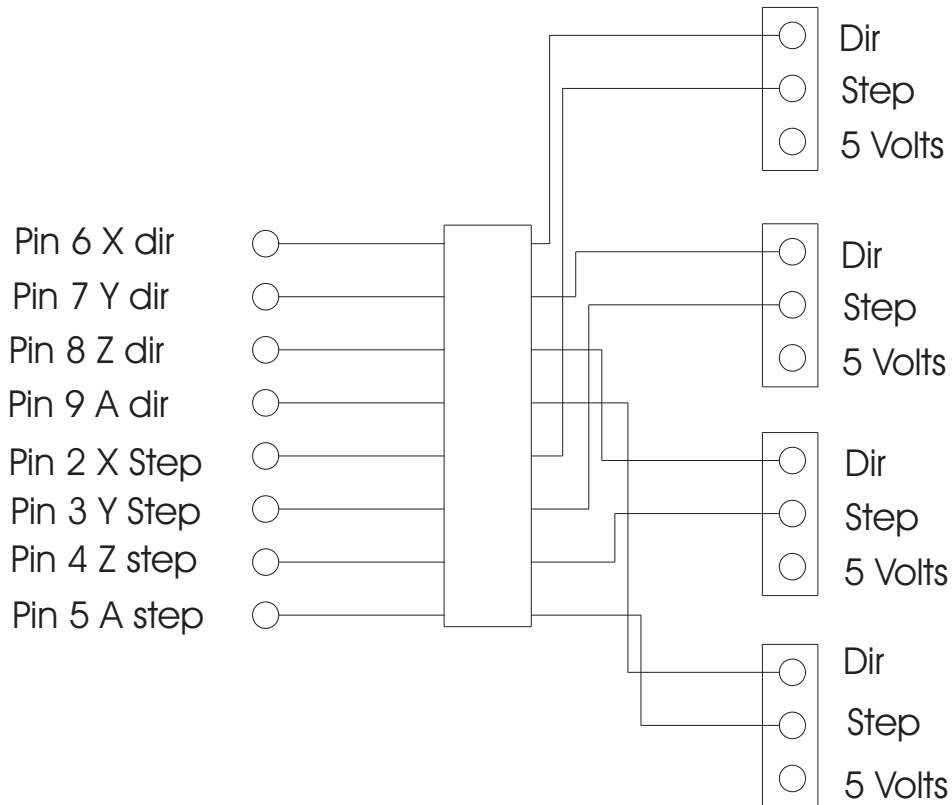 Dir
Step
5 Volts
Pin 6 X dir
Pin 7 Y dir
Pin 8 Z dir
Pin 9 A dir
Pin 2 X Step
Pin 3 Y Step
Pin 4 Z step
Pin 5 A step
Dir
Step
5 Volts
Dir
Step
5 Volts
Dir
Step
5 Volts